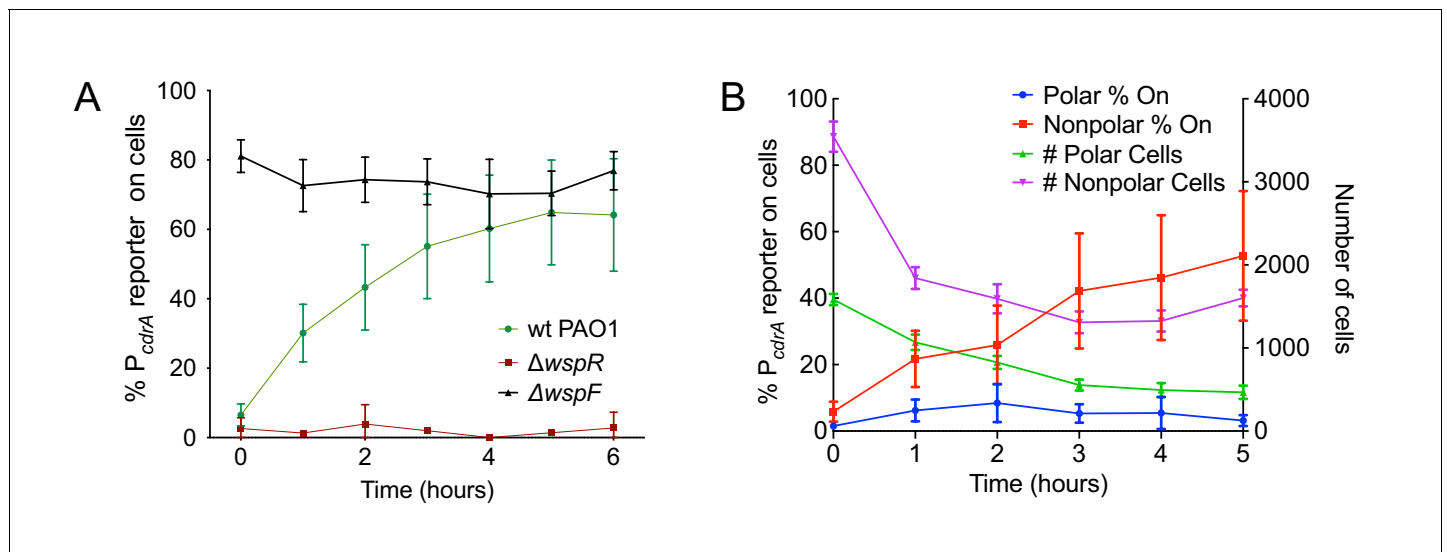 A
% PcdrA reporter on cells
100
80
60
40
20
0
0
2
4
6
Time (hours)
wt PAO1
ΔwspR
ΔwspF
B
Polar % On
Nonpolar % On
# Polar Cells
# Nonpolar Cells
% PcdrA reporter on cells
100
80
60
40
20
0
0
1
2
3
4
5
Time (hours)
4000
3000
2000
1000
0
Number of cells